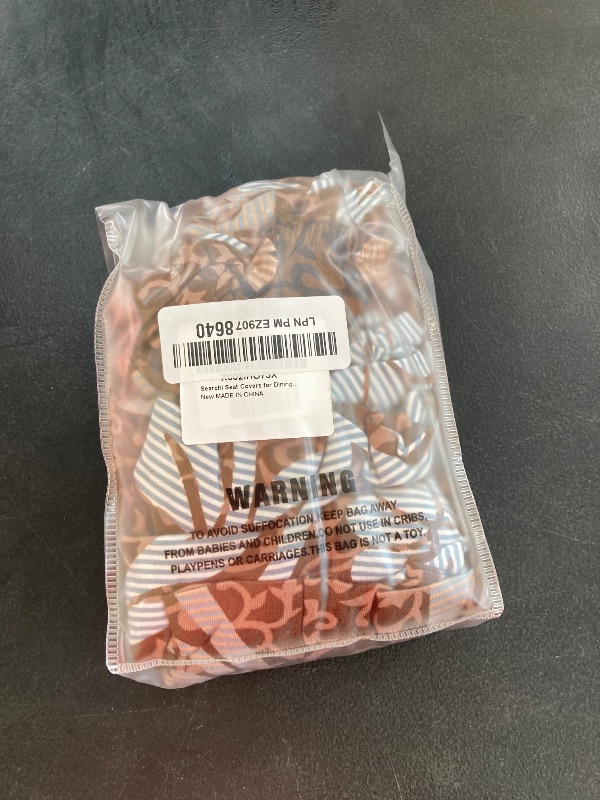 LPN PM EZ907 8640
Searchi Seat Covers for Dining...
New MADE IN CHINA
WARNING
TO AVOID SUFFOCATION, KEEP BAG AWAY
FROM BABIES AND CHILDREN.DO NOT USE IN CRIBS,
PLAYPENS OR CARRIAGES.THIS BAG IS NOT A TOY.